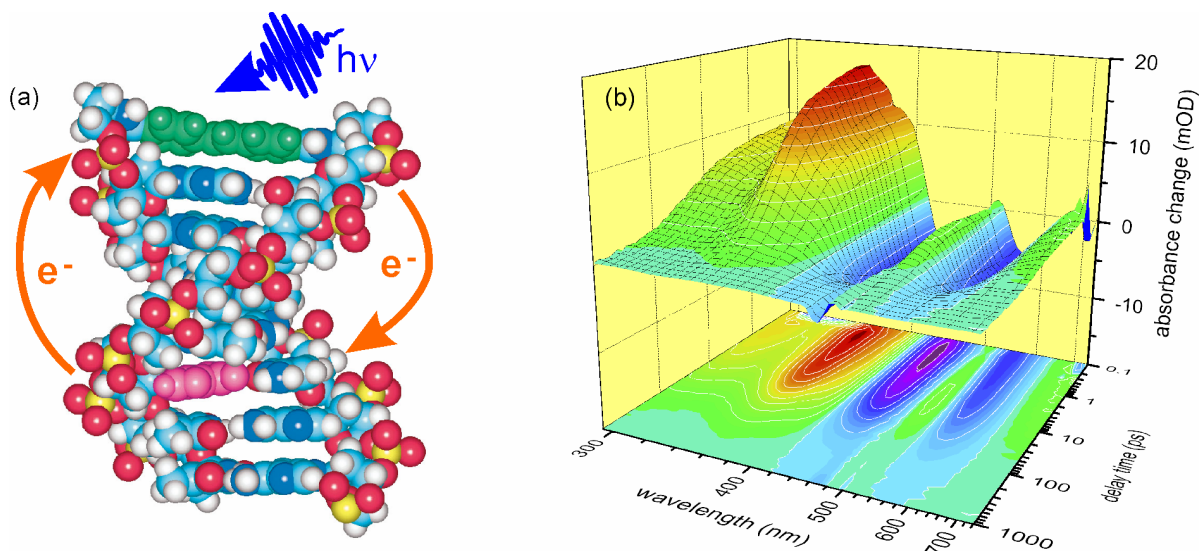 (a)
hν
e-
e-
(b)
20
10
0
-10
absorbance change (mOD)
0.1
1
10
100
1000
delay time (ps)
300
400
500
600
700
wavelength (nm)